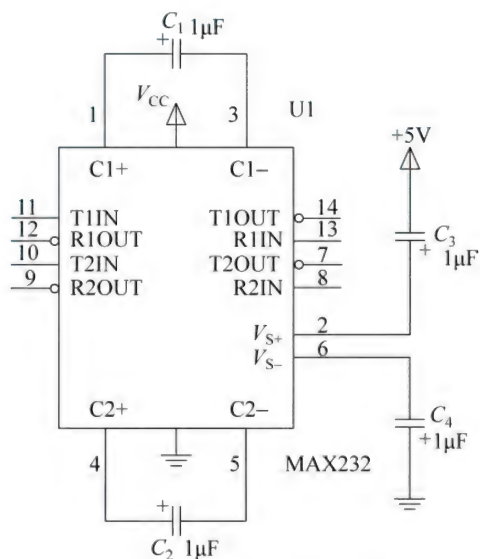 C1 1μF
+
1
VCC
3
U1
C1+
C1−
+5V
11
T1IN
T1OUT
14
12
R1OUT
R1IN
13
10
T2IN
T2OUT
7
9
R2OUT
R2IN
8
C3
+
1μF
VS+
2
VS−
6
C2+
C2−
C4
+1μF
4
5
MAX232
+
C2 1μF